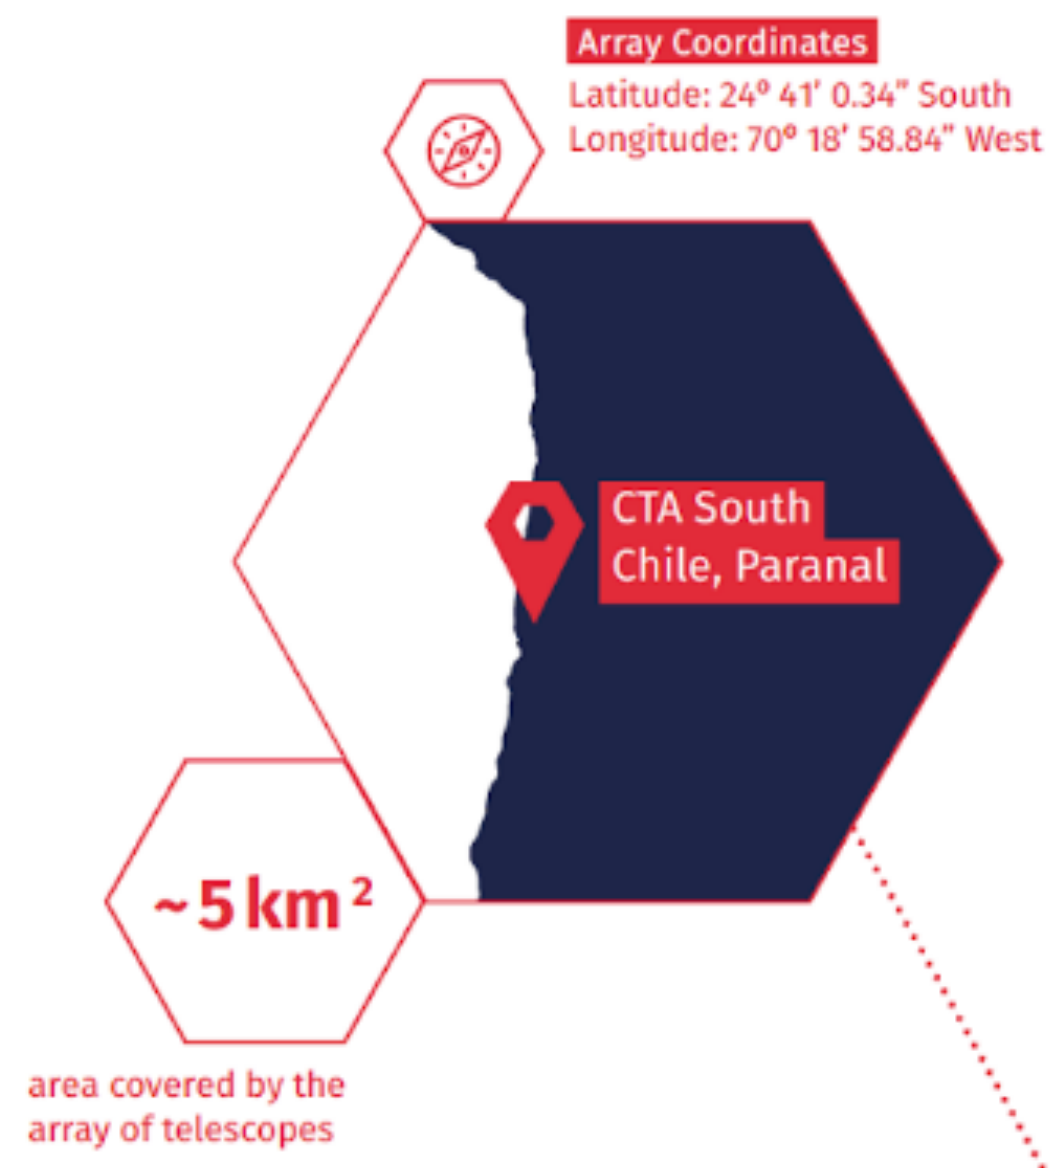 Array Coordinates
Latitude: 24º 41' 0.34" South
Longitude: 70º 18' 58.84" West
CTA South
Chile, Paranal
~5 km²
area covered by the
array of telescopes